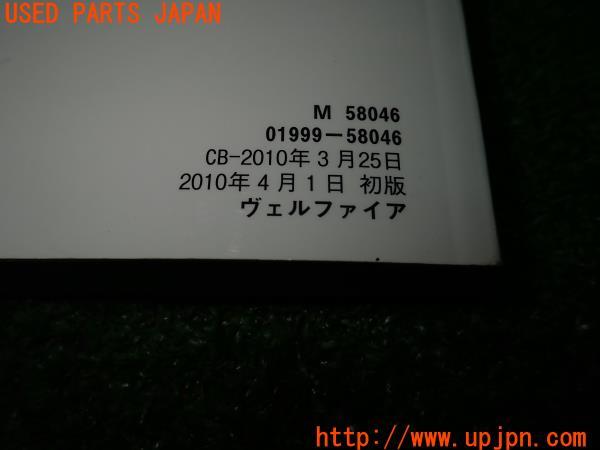 USED PARTS JAPAN
M 58046
01999-58046
CB-2010年3月25日
2010年4月1日 初版
ヴェルファイア
http://www.upjpn.com